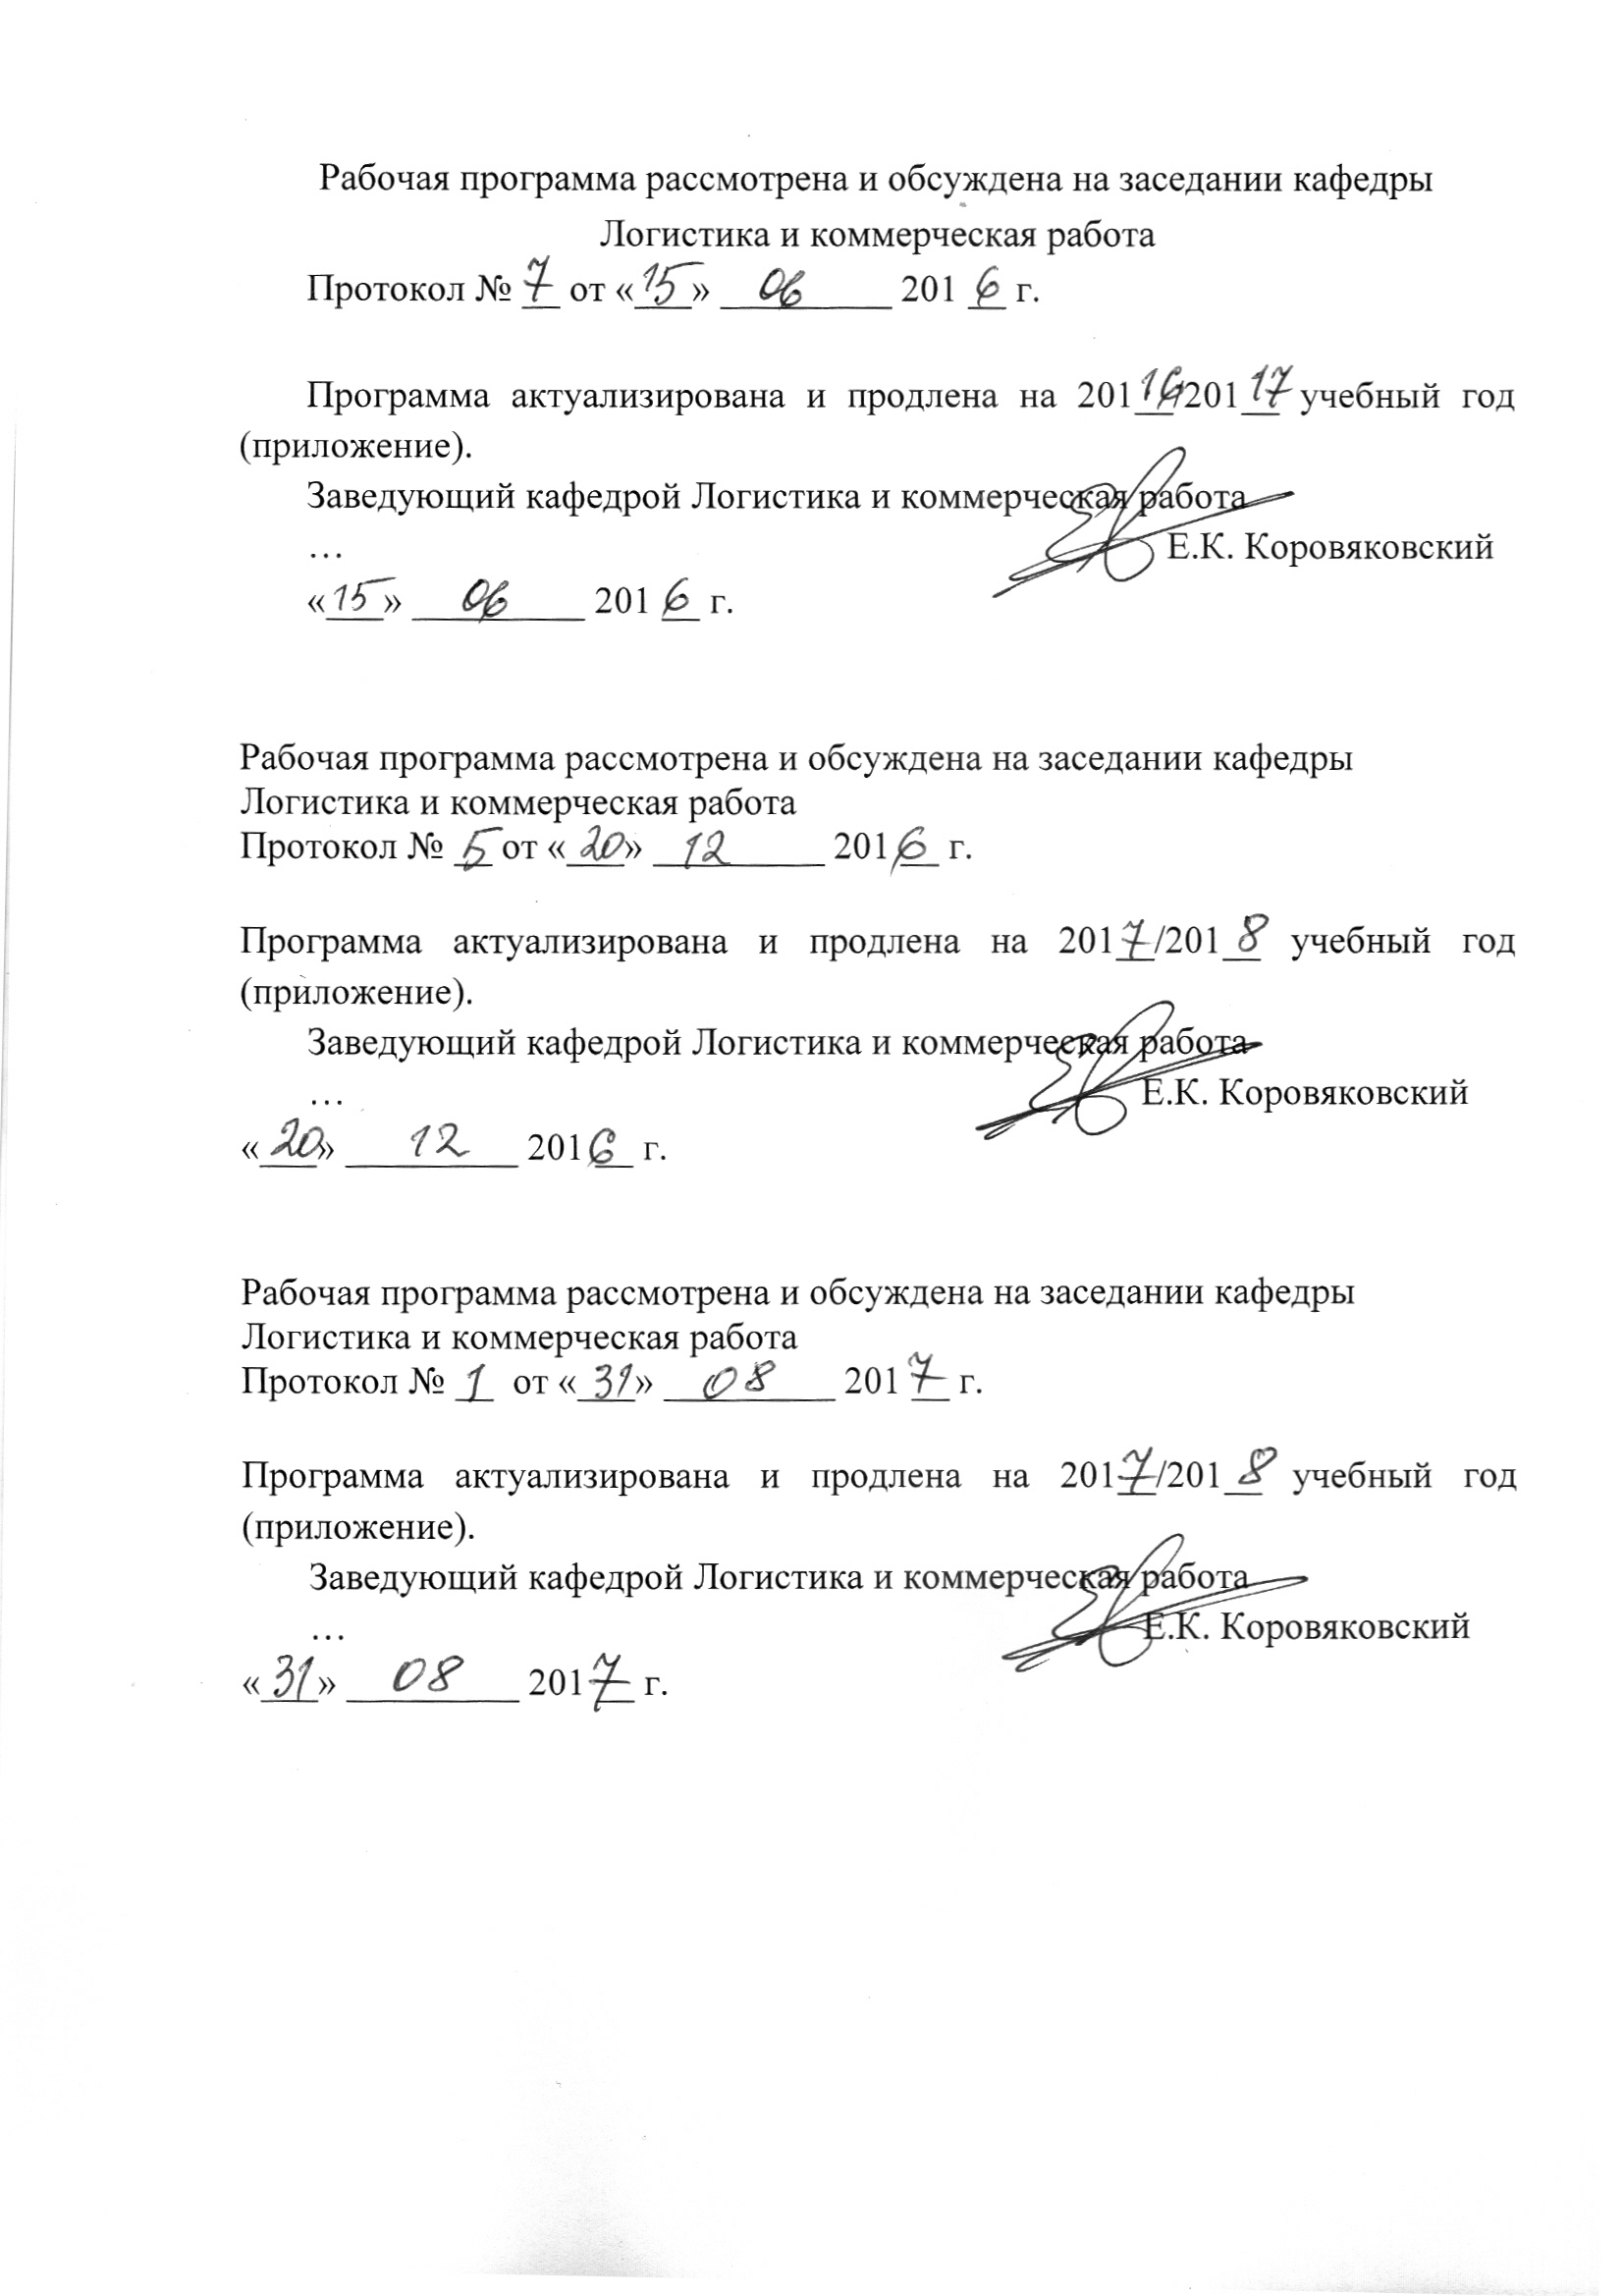 Рабочая программа рассмотрена и обсуждена на заседании кафедры
Логистика и коммерческая работа
Протокол № 7 от «15» 06 2016 г.
Программа актуализирована и продлена на 20116/20117 учебный год
(приложение).
Заведующий кафедрой Логистика и коммерческая работа
… Е.К. Коровяковский
«15» 06 2016 г.
Рабочая программа рассмотрена и обсуждена на заседании кафедры
Логистика и коммерческая работа
Протокол № 5 от «20» 12 2016 г.
Программа актуализирована и продлена на 2017/2018 учебный год
(приложение).
Заведующий кафедрой Логистика и коммерческая работа
… Е.К. Коровяковский
«20» 12 2016 г.
Рабочая программа рассмотрена и обсуждена на заседании кафедры
Логистика и коммерческая работа
Протокол № 1 от «31» 08 2017 г.
Программа актуализирована и продлена на 2017/2018 учебный год
(приложение).
Заведующий кафедрой Логистика и коммерческая работа
… Е.К. Коровяковский
«31» 08 2017 г.